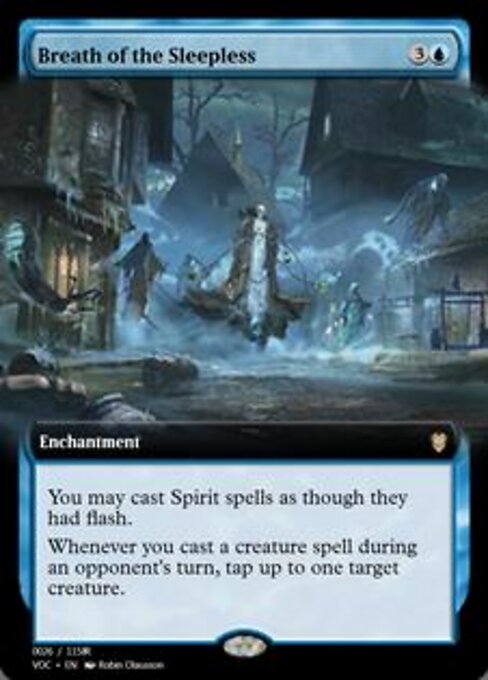 Breath of the Sleepless 3
Enchantment
You may cast Spirit spells as though they
had flash.
Whenever you cast a creature spell during
an opponent's turn, tap up to one target
creature.
0026 / 115R
VOC • EN Robin Olausson